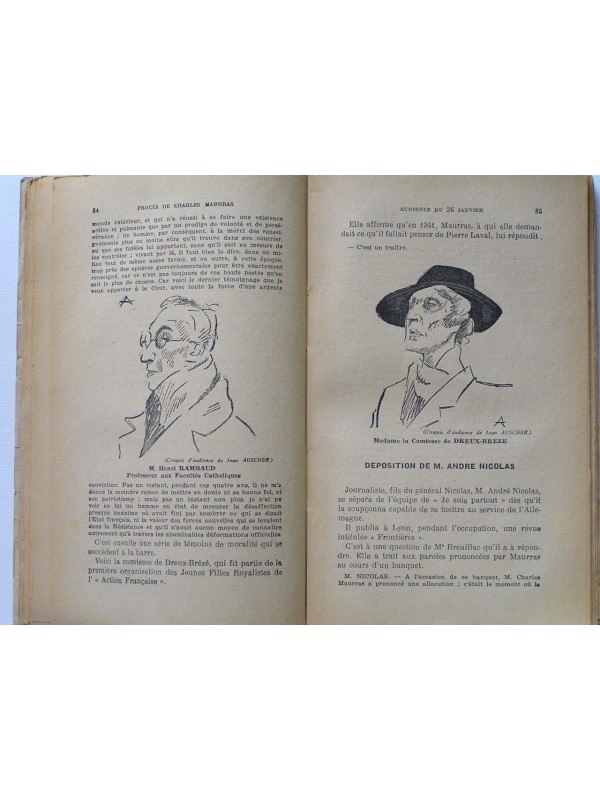 84 PROCÈS DE CHARLES MAURRAS
monde extérieur, et qui n'a réussi à se faire une existence
active et puissante que par un prodige de volonté et de persé-
vérance ; un homme, par conséquent, à la merci des rensei-
gnements plus ou moins sûrs qu'il trouve dans son courrier,
ou que des fidèles lui apportent, sans qu'il soit en mesure de
les contrôler ; vivant par là, il faut bien le dire, dans un mi-
lieu tout de même assez fermé, et en outre, à cette époque,
trop près des sphères gouvernementales pour être exactement
renseigné, car ce n'est pas toujours de ces hauts postes qu'on
sait le plus de choses. Car voici le dernier témoignage que je
veux apporter à la Cour, avec toute la force d'une ardente
A
(Croquis d'audience de Jean AUSCHER.)
M. Henri RAMBAUD
Professeur aux Facultés Catholiques
conviction. Pas un instant, pendant ces quatre ans, il ne m'a
donné la moindre raison de mettre en doute ni sa bonne foi, ni
son patriotisme ; mais pas un instant non plus, je n'ai pu
voir en lui un homme en état de mesurer la désaffection
presque unanime où avait fini par sombrer ce qui se disait
l'Etat français, ni la valeur des forces nouvelles qui se levaient
dans la Résistance et qu'il n'avait aucun moyen de connaître
autrement qu'à travers les abominables déformations officielles.
C'est ensuite une série de témoins de moralité qui se
succèdent à la barre.
Voici la comtesse de Dreux-Brézé, qui fit partie de la
première organisation des Jeunes Filles Royalistes de
l' « Action Française ».
AUDIENCE DU 26 JANVIER 85
Elle affirme qu'en 1941, Maurras, à qui elle deman-
dait ce qu'il fallait penser de Pierre Laval, lui répondit
— C'est un traître.
A
(Croquis d'audience de Jean AUSCHER.)
Madame la Comtesse de DREUX-BREZE
DEPOSITION DE M. ANDRE NICOLAS
Journaliste, fils du général Nicolas, M. André Nicolas,
se sépara de l'équipe de « Je suis partout » dès qu'il
la soupçonna capable de se mettre au service de l'Alle-
magne.
Il publia à Lyon, pendant l'occupation, une revue
intitulée « Frontières ».
C'est à une question de Me Breuillac qu'il a à répon-
dre. Elle a trait aux paroles prononcées par Maurras
au cours d'un banquet.
M. NICOLAS. — A l'occasion de ce banquet, M. Charles
Maurras a prononcé une allocution ; c'était le moment où la